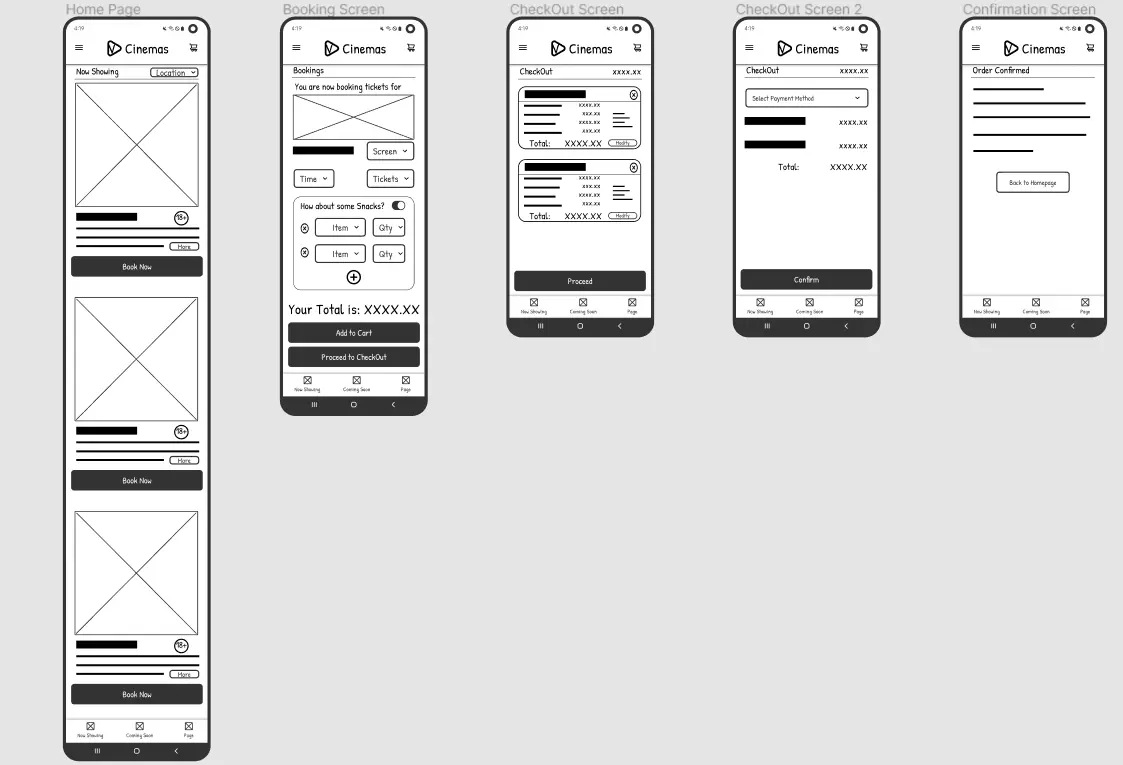 Home Page
4:19
Cinemas
Now Showing
Location
18+
More
Book Now
18+
More
Book Now
18+
More
Book Now
Now Showing
Coming Soon
Page
Booking Screen
4:19
Cinemas
Bookings
You are now booking tickets for
Screen
Time
Tickets
How about some Snacks?
Item
Qty
Item
Qty
Your Total is: XXXX.XX
Add to Cart
Proceed to CheckOut
Now Showing
Coming Soon
Page
CheckOut Screen
4:19
Cinemas
CheckOut xxxx.xx
xxxx.xx
xxx.xx
xxxx.xx
xxx.xx
Total: XXXX.XX Modify
xxxx.xx
xxx.xx
xxxx.xx
xxx.xx
Total: XXXX.XX Modify
Proceed
Now Showing
Coming Soon
Page
CheckOut Screen 2
4:19
Cinemas
CheckOut xxxx.xx
Select Payment Method
xxxx.xx
xxxx.xx
Total: XXXX.XX
Confirm
Now Showing
Coming Soon
Page
Confirmation Screen
4:19
Cinemas
Order Confirmed
Back to Homepage
Now Showing
Coming Soon
Page